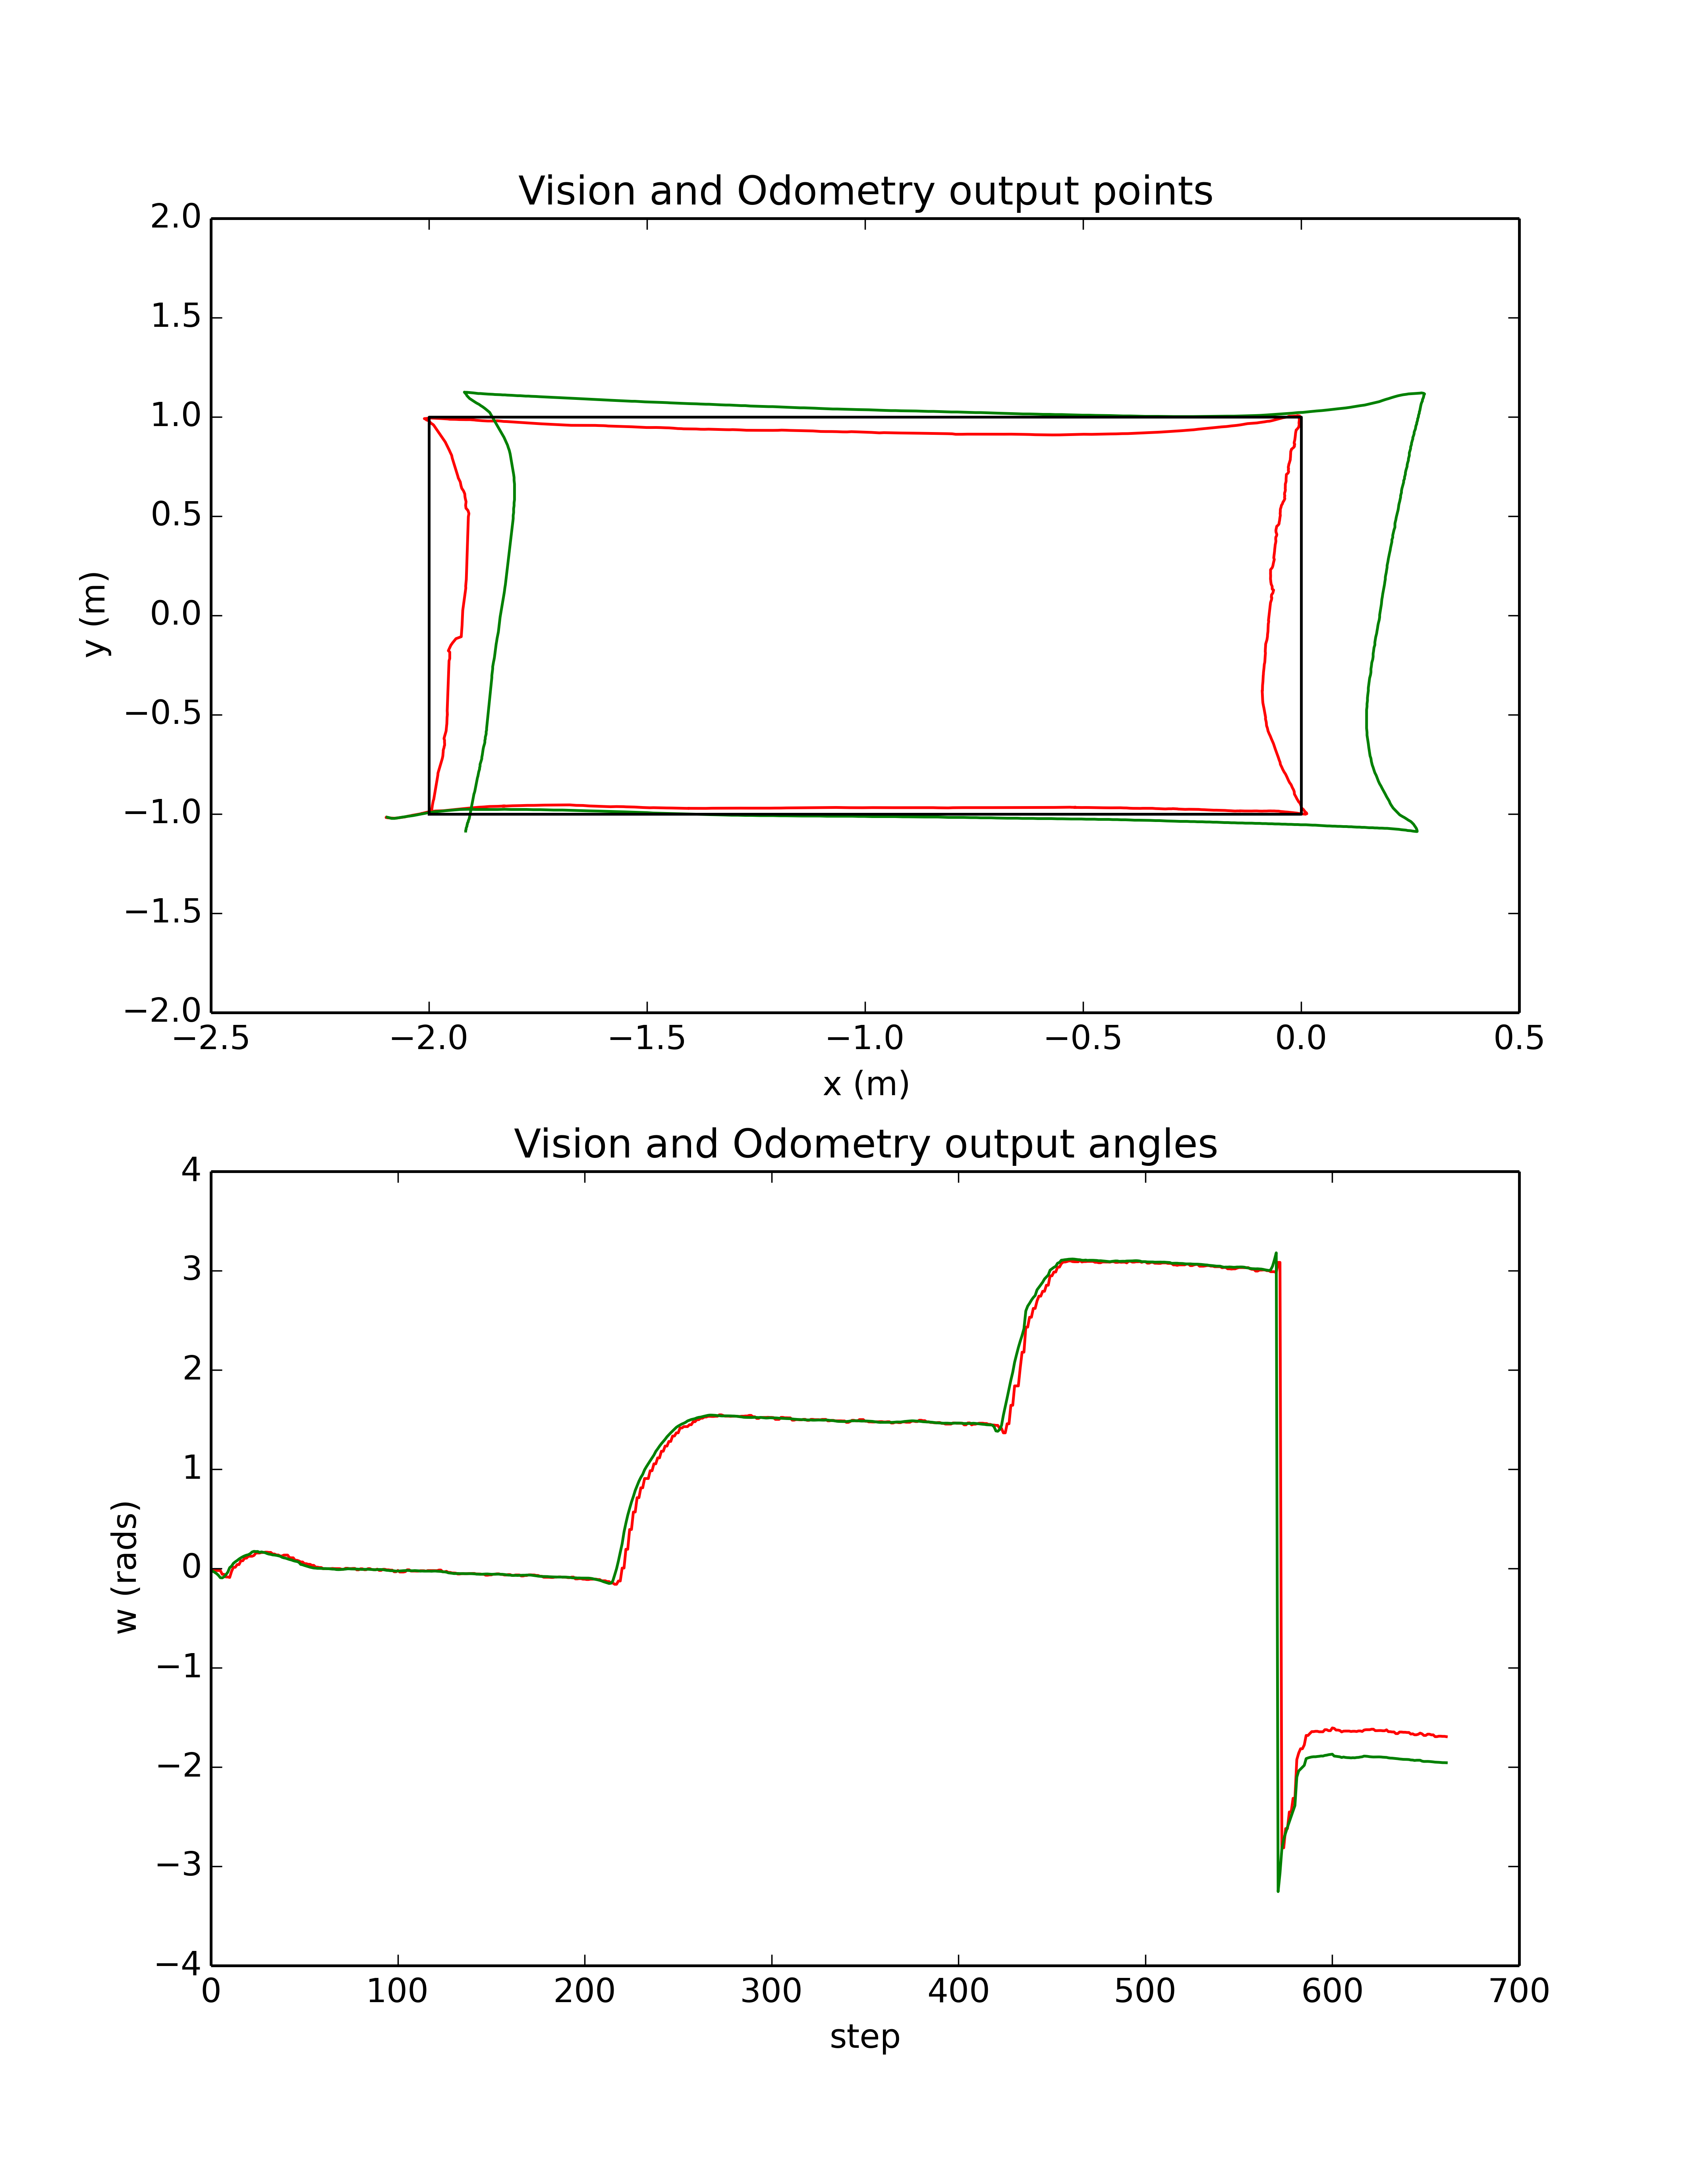 Vision and Odometry output points
2.0
1.5
1.0
0.5
0.0
−0.5
−1.0
−1.5
−2.0
y (m)
−2.5 −2.0 −1.5 −1.0 −0.5 0.0 0.5
x (m)
Vision and Odometry output angles
4
3
2
1
0
−1
−2
−3
−4
w (rads)
0 100 200 300 400 500 600 700
step